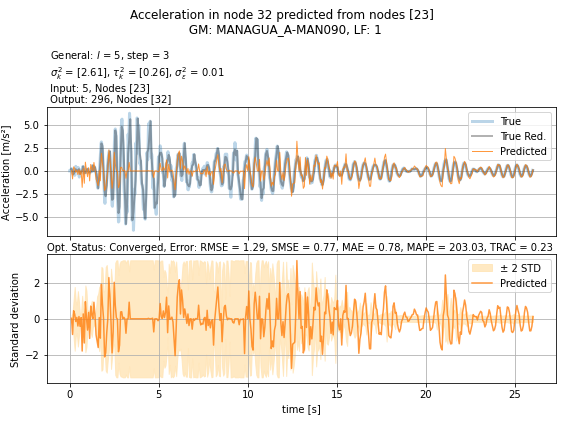 Acceleration in node 32 predicted from nodes [23]
GM: MANAGUA_A-MAN090, LF: 1
General: l = 5, step = 3
σ²ₖ = [2.61], τ²ₖ = [0.26], σ²ε = 0.01
Input: 5, Nodes [23]
Output: 296, Nodes [32]
True
True Red.
Predicted
Acceleration [m/s²]
5.0
2.5
0.0
−2.5
−5.0
Opt. Status: Converged, Error: RMSE = 1.29, SMSE = 0.77, MAE = 0.78, MAPE = 203.03, TRAC = 0.23
± 2 STD
Predicted
Standard deviation
2
0
−2
0 5 10 15 20 25
time [s]